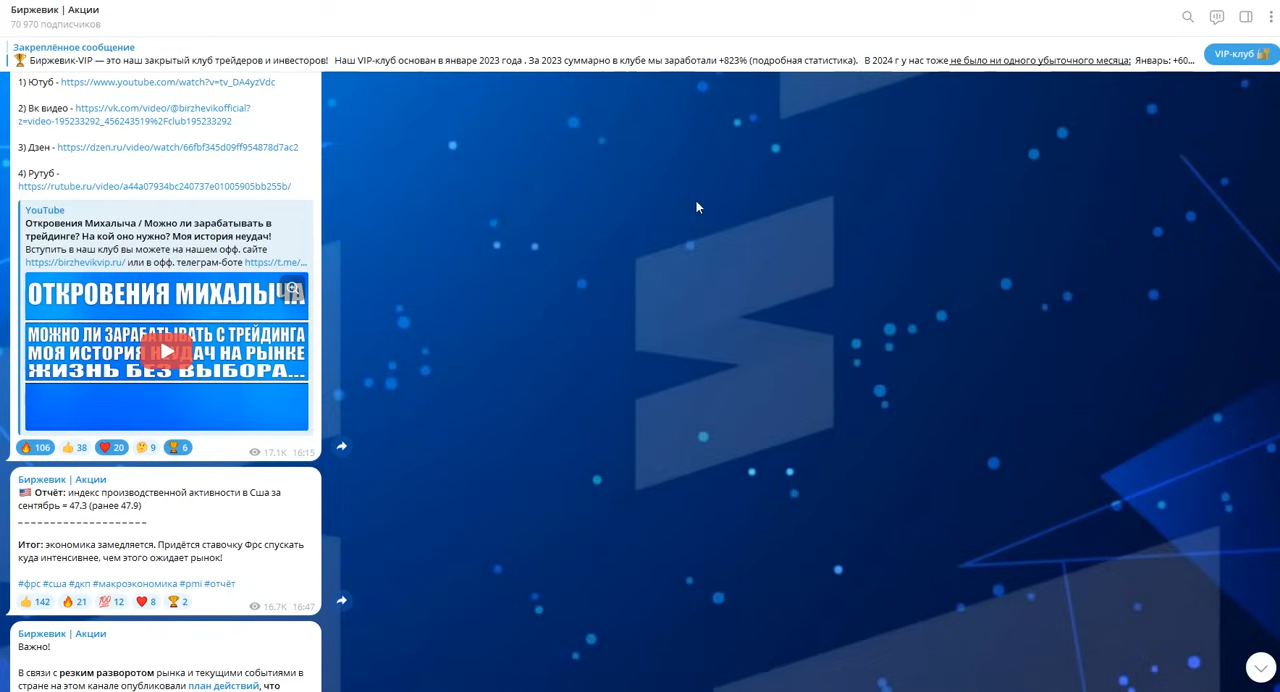 Биржевик | Акции
70 970 подписчиков
Закреплённое сообщение
🏆 Биржевик-VIP — это наш закрытый клуб трейдеров и инвесторов! Наш VIP-клуб основан в январе 2023 года . За 2023 суммарно в клубе мы заработали +823% (подробная статистика). В 2024 г у нас тоже не было ни одного убыточного месяца: Январь: +60...
VIP-клуб
1) Ютуб - https://www.youtube.com/watch?v=tv_DA4yzVdc
2) Вк видео - https://vk.com/video/@birzhevikofficial?
z=video-195233292_456243519%2Fclub195233292
3) Дзен - https://dzen.ru/video/watch/66fbf345d09ff954878d7ac2
4) Рутуб -
https://rutube.ru/video/a44a07934bc240737e01005905bb255b/
YouTube
Откровения Михалыча / Можно ли зарабатывать в
трейдинге? На кой оно нужно? Моя история неудач!
Вступить в наш клуб вы можете на нашем офф. сайте
https://birzhevikvip.ru/ или в офф. телеграм-боте https://t.me/...
ОТКРОВЕНИЯ МИХАЛЫЧА
МОЖНО ЛИ ЗАРАБАТЫВАТЬ С ТРЕЙДИНГА
МОЯ ИСТОРИЯ НЕУДАЧ НА РЫНКЕ
ЖИЗНЬ БЕЗ ВЫБОРА...
🔥 106 👍 38 ❤️ 20 🤔 9 🏆 6
17.1K 16:15
Биржевик | Акции
🇺🇸 Отчёт: индекс производственной активности в Сша за
сентябрь = 47.3 (ранее 47.9)
_ _ _ _ _ _ _ _ _ _ _ _ _ _ _ _ _ _ _ _
Итог: экономика замедляется. Придётся ставочку Фрс спускать
куда интенсивнее, чем этого ожидает рынок!
#фрс #сша #дкп #макроэкономика #pmi #отчёт
👍 142 🔥 21 💯 12 ❤️ 8 🏆 2
16.7K 16:47
Биржевик | Акции
Важно!
В связи с резким разворотом рынка и текущими событиями в
стране на этом канале опубликовали план действий, что